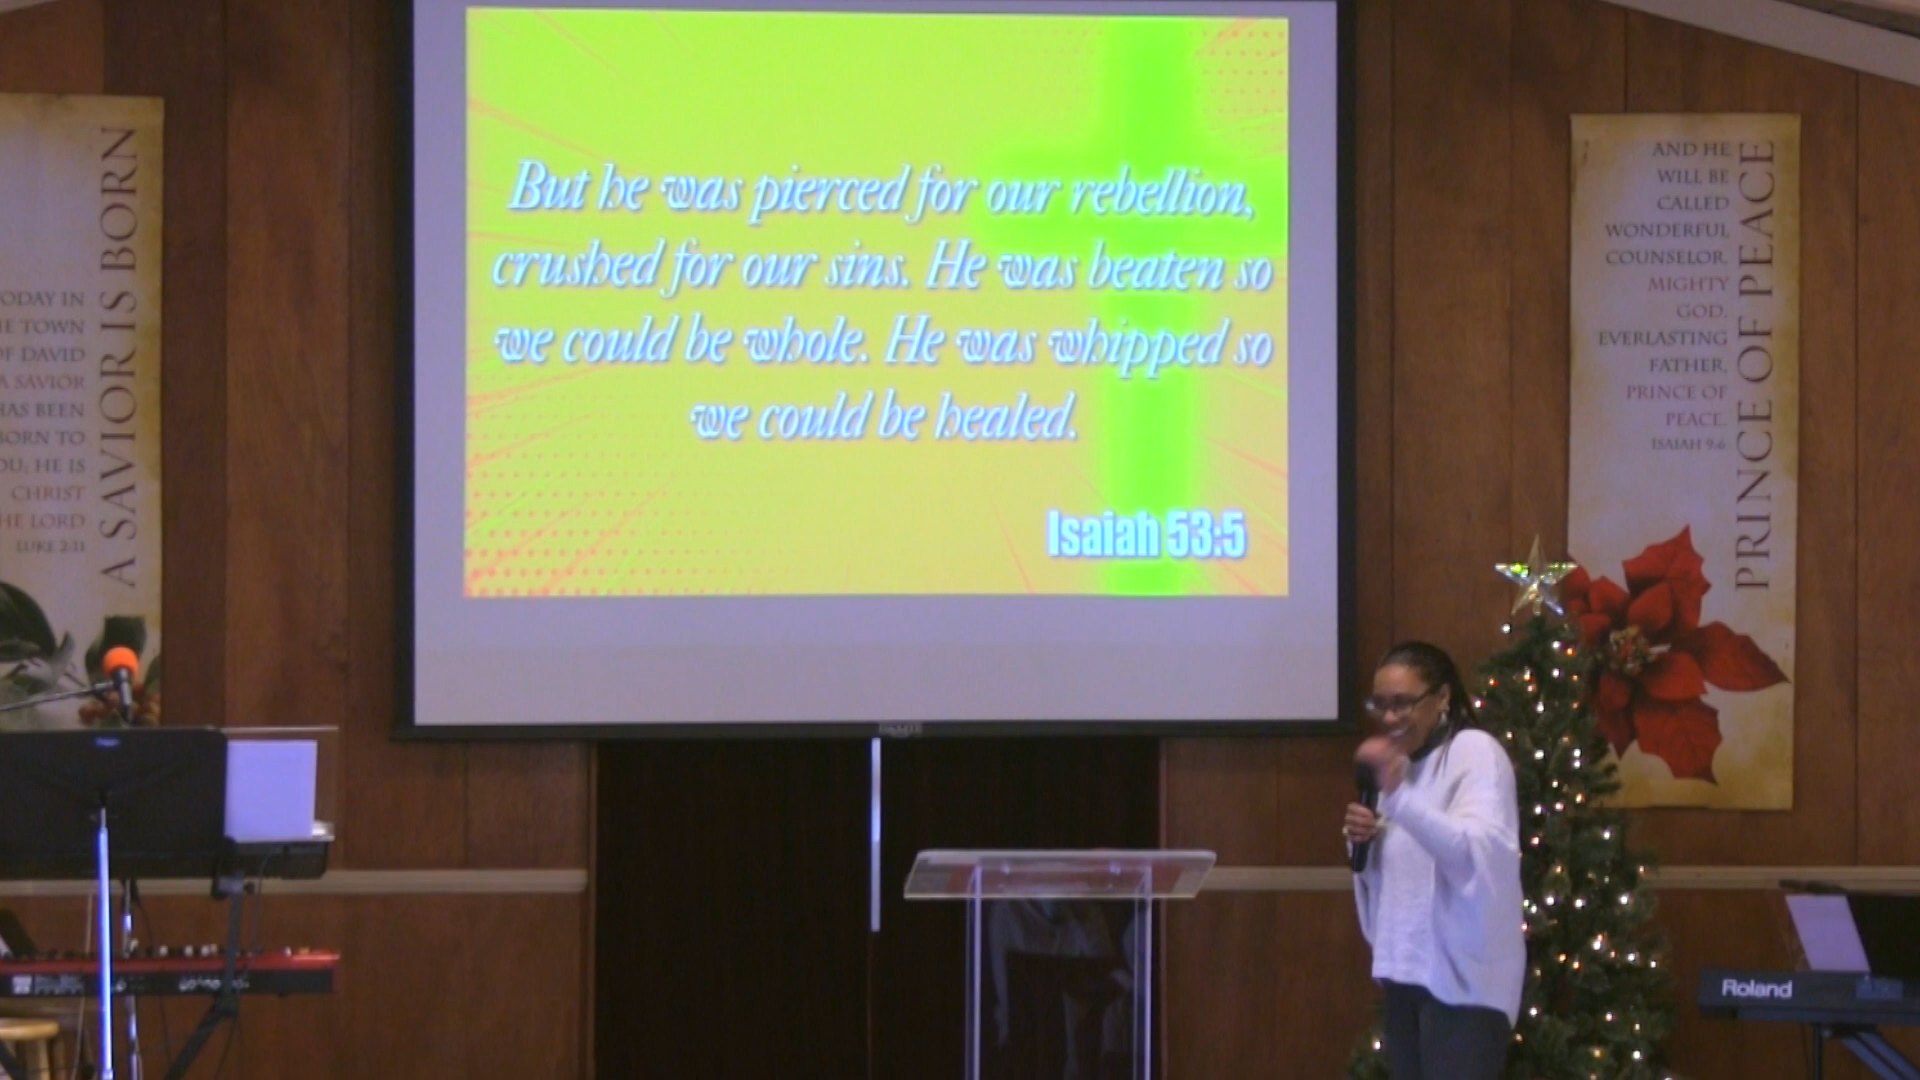 But he was pierced for our rebellion,
crushed for our sins. He was beaten so
we could be whole. He was whipped so
we could be healed.
Isaiah 53:5
ODAY IN
E TOWN
OF DAVID
A SAVIOR
HAS BEEN
BORN TO
OU; HE IS
CHRIST
HE LORD
LUKE 2:11
A SAVIOR IS BORN
AND HE
WILL BE
CALLED
WONDERFUL
COUNSELOR,
MIGHTY
GOD,
EVERLASTING
FATHER,
PRINCE OF
PEACE.
ISAIAH 9:6
PRINCE OF PEACE
Roland